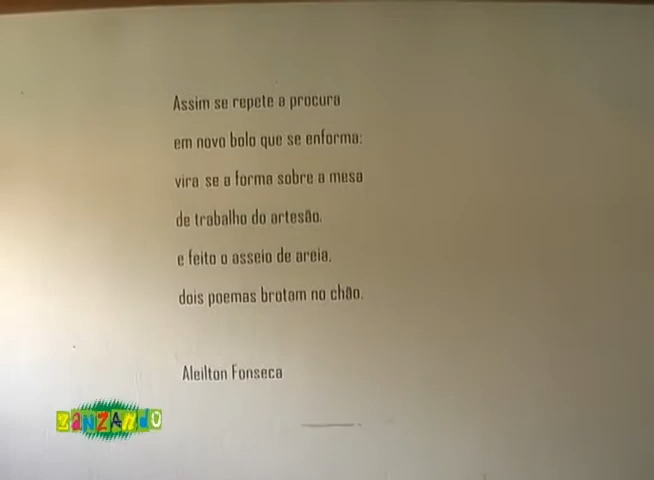 Assim se repete a procura
em novo bolo que se enforma:
vira se a forma sobre a mesa
de trabalho do artesão,
e feito o asseio de areia,
dois poemas brotam no chão.
Aleilton Fonseca
ZANZANDO